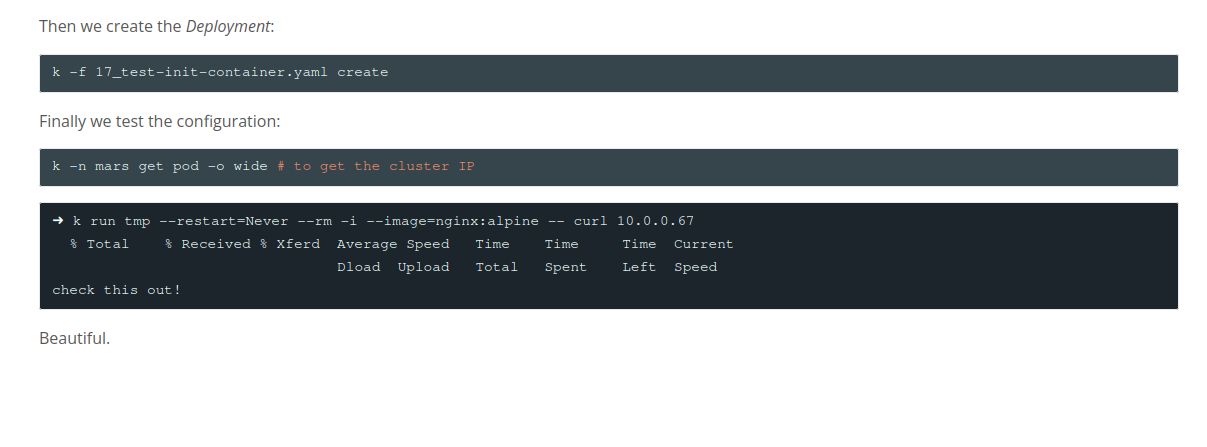 Then we create the Deployment:
k -f 17_test-init-container.yaml create
Finally we test the configuration:
k -n mars get pod -o wide # to get the cluster IP
➜ k run tmp --restart=Never --rm -i --image=nginx:alpine -- curl 10.0.0.67
% Total % Received % Xferd Average Speed Time Time Time Current
Dload Upload Total Spent Left Speed
check this out!
Beautiful.